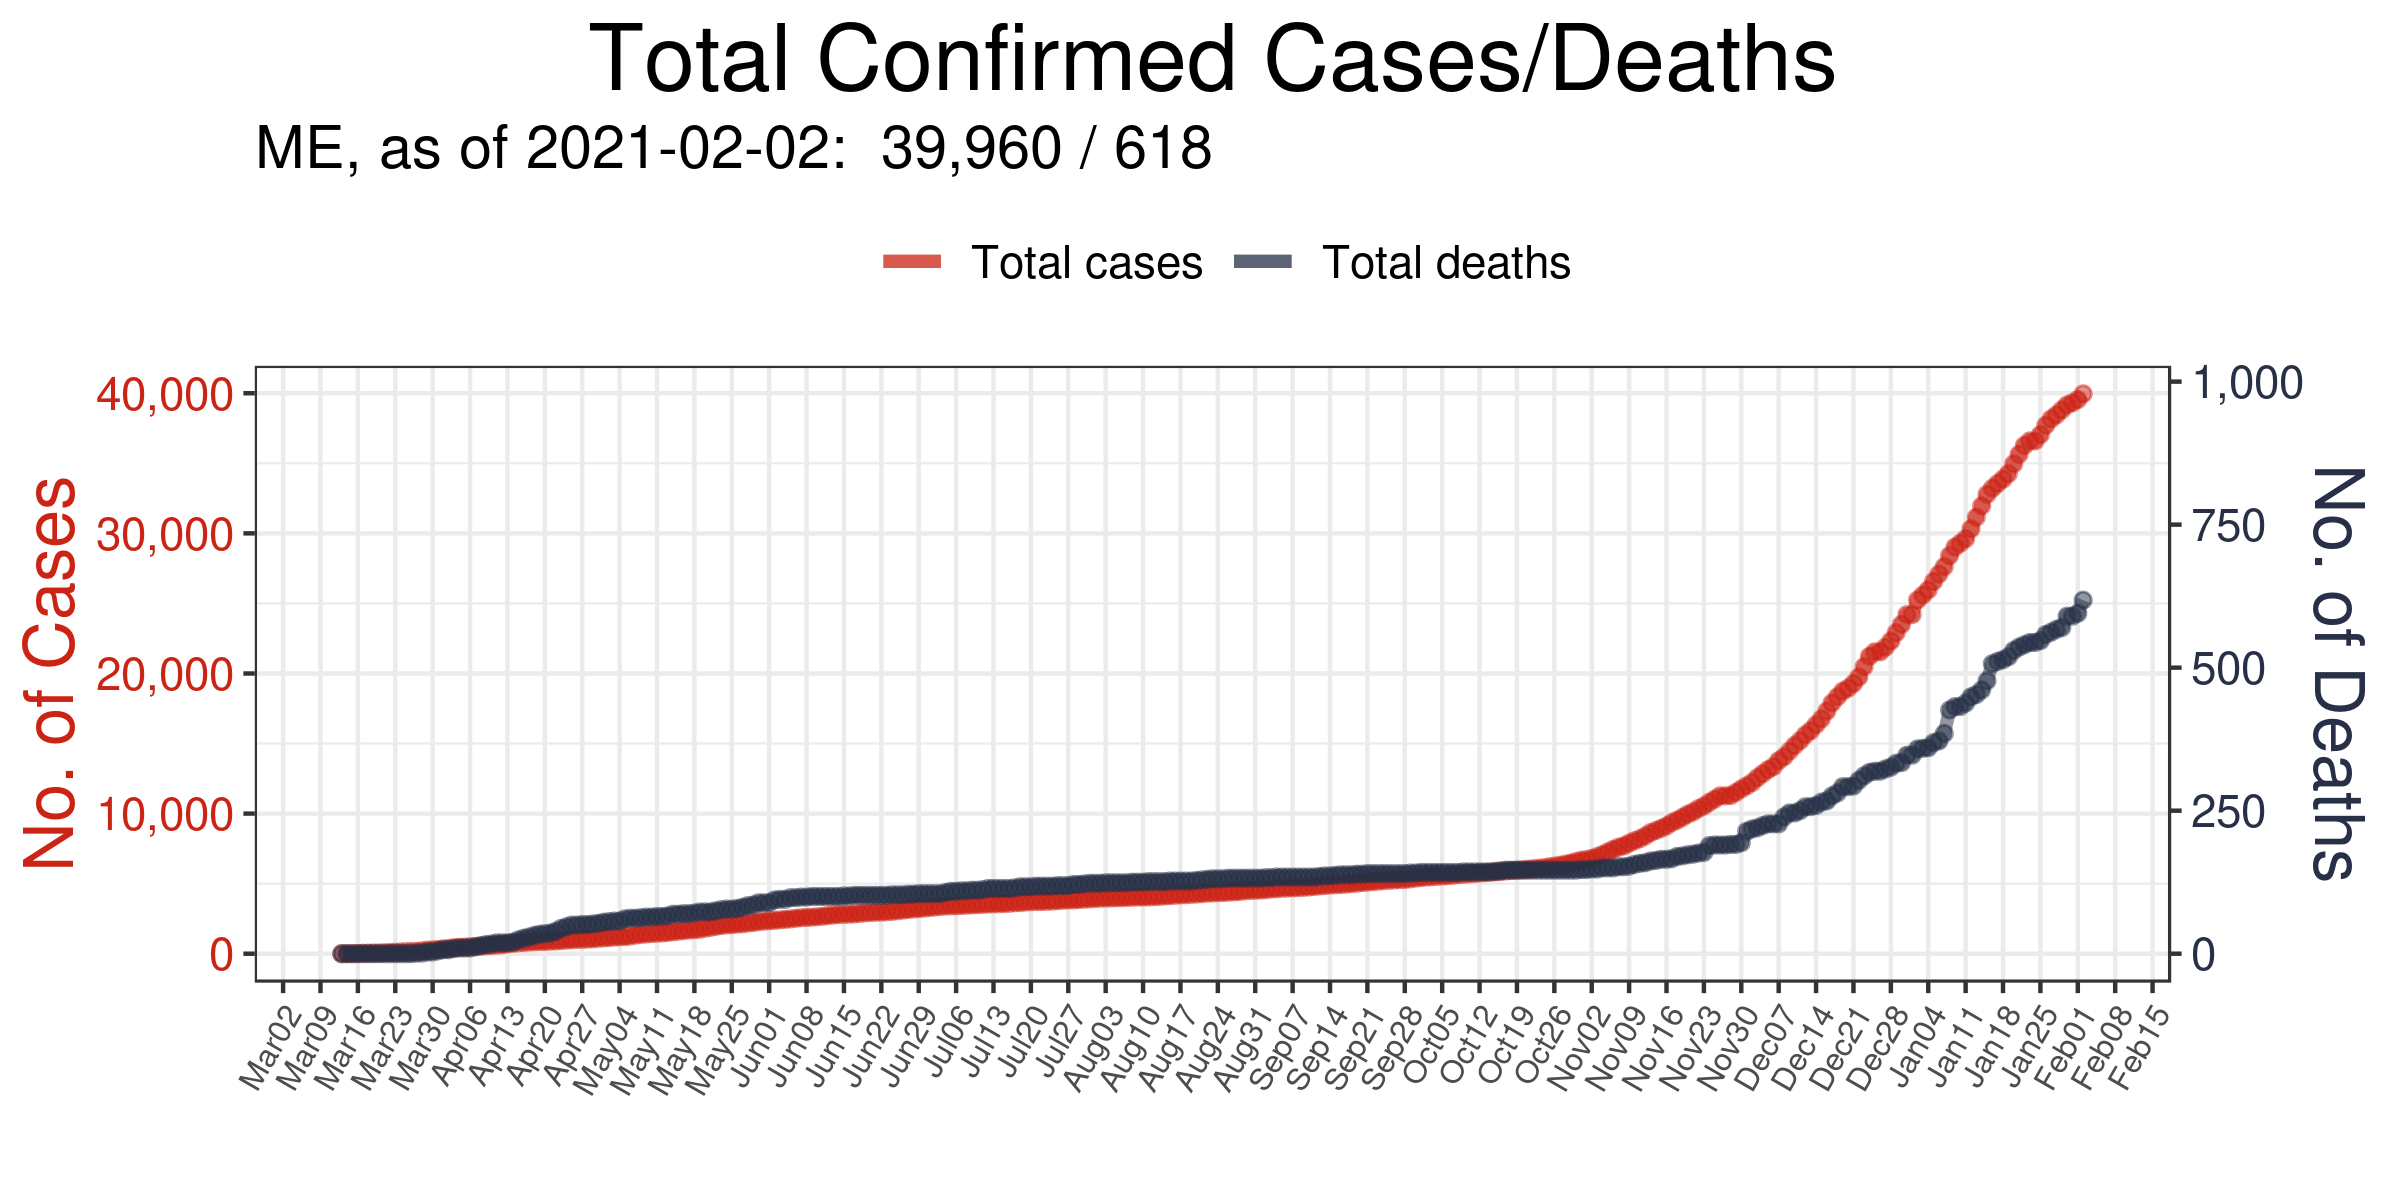 Total Confirmed Cases/Deaths
ME, as of 2021-02-02:  39,960 / 618
Total cases
Total deaths
No. of Cases
40,000
30,000
20,000
10,000
0
1,000
750
500
250
0
No. of Deaths
Mar02
Mar09
Mar16
Mar23
Mar30
Apr06
Apr13
Apr20
Apr27
May04
May11
May18
May25
Jun01
Jun08
Jun15
Jun22
Jun29
Jul06
Jul13
Jul20
Jul27
Aug03
Aug10
Aug17
Aug24
Aug31
Sep07
Sep14
Sep21
Sep28
Oct05
Oct12
Oct19
Oct26
Nov02
Nov09
Nov16
Nov23
Nov30
Dec07
Dec14
Dec21
Dec28
Jan04
Jan11
Jan18
Jan25
Feb01
Feb08
Feb15